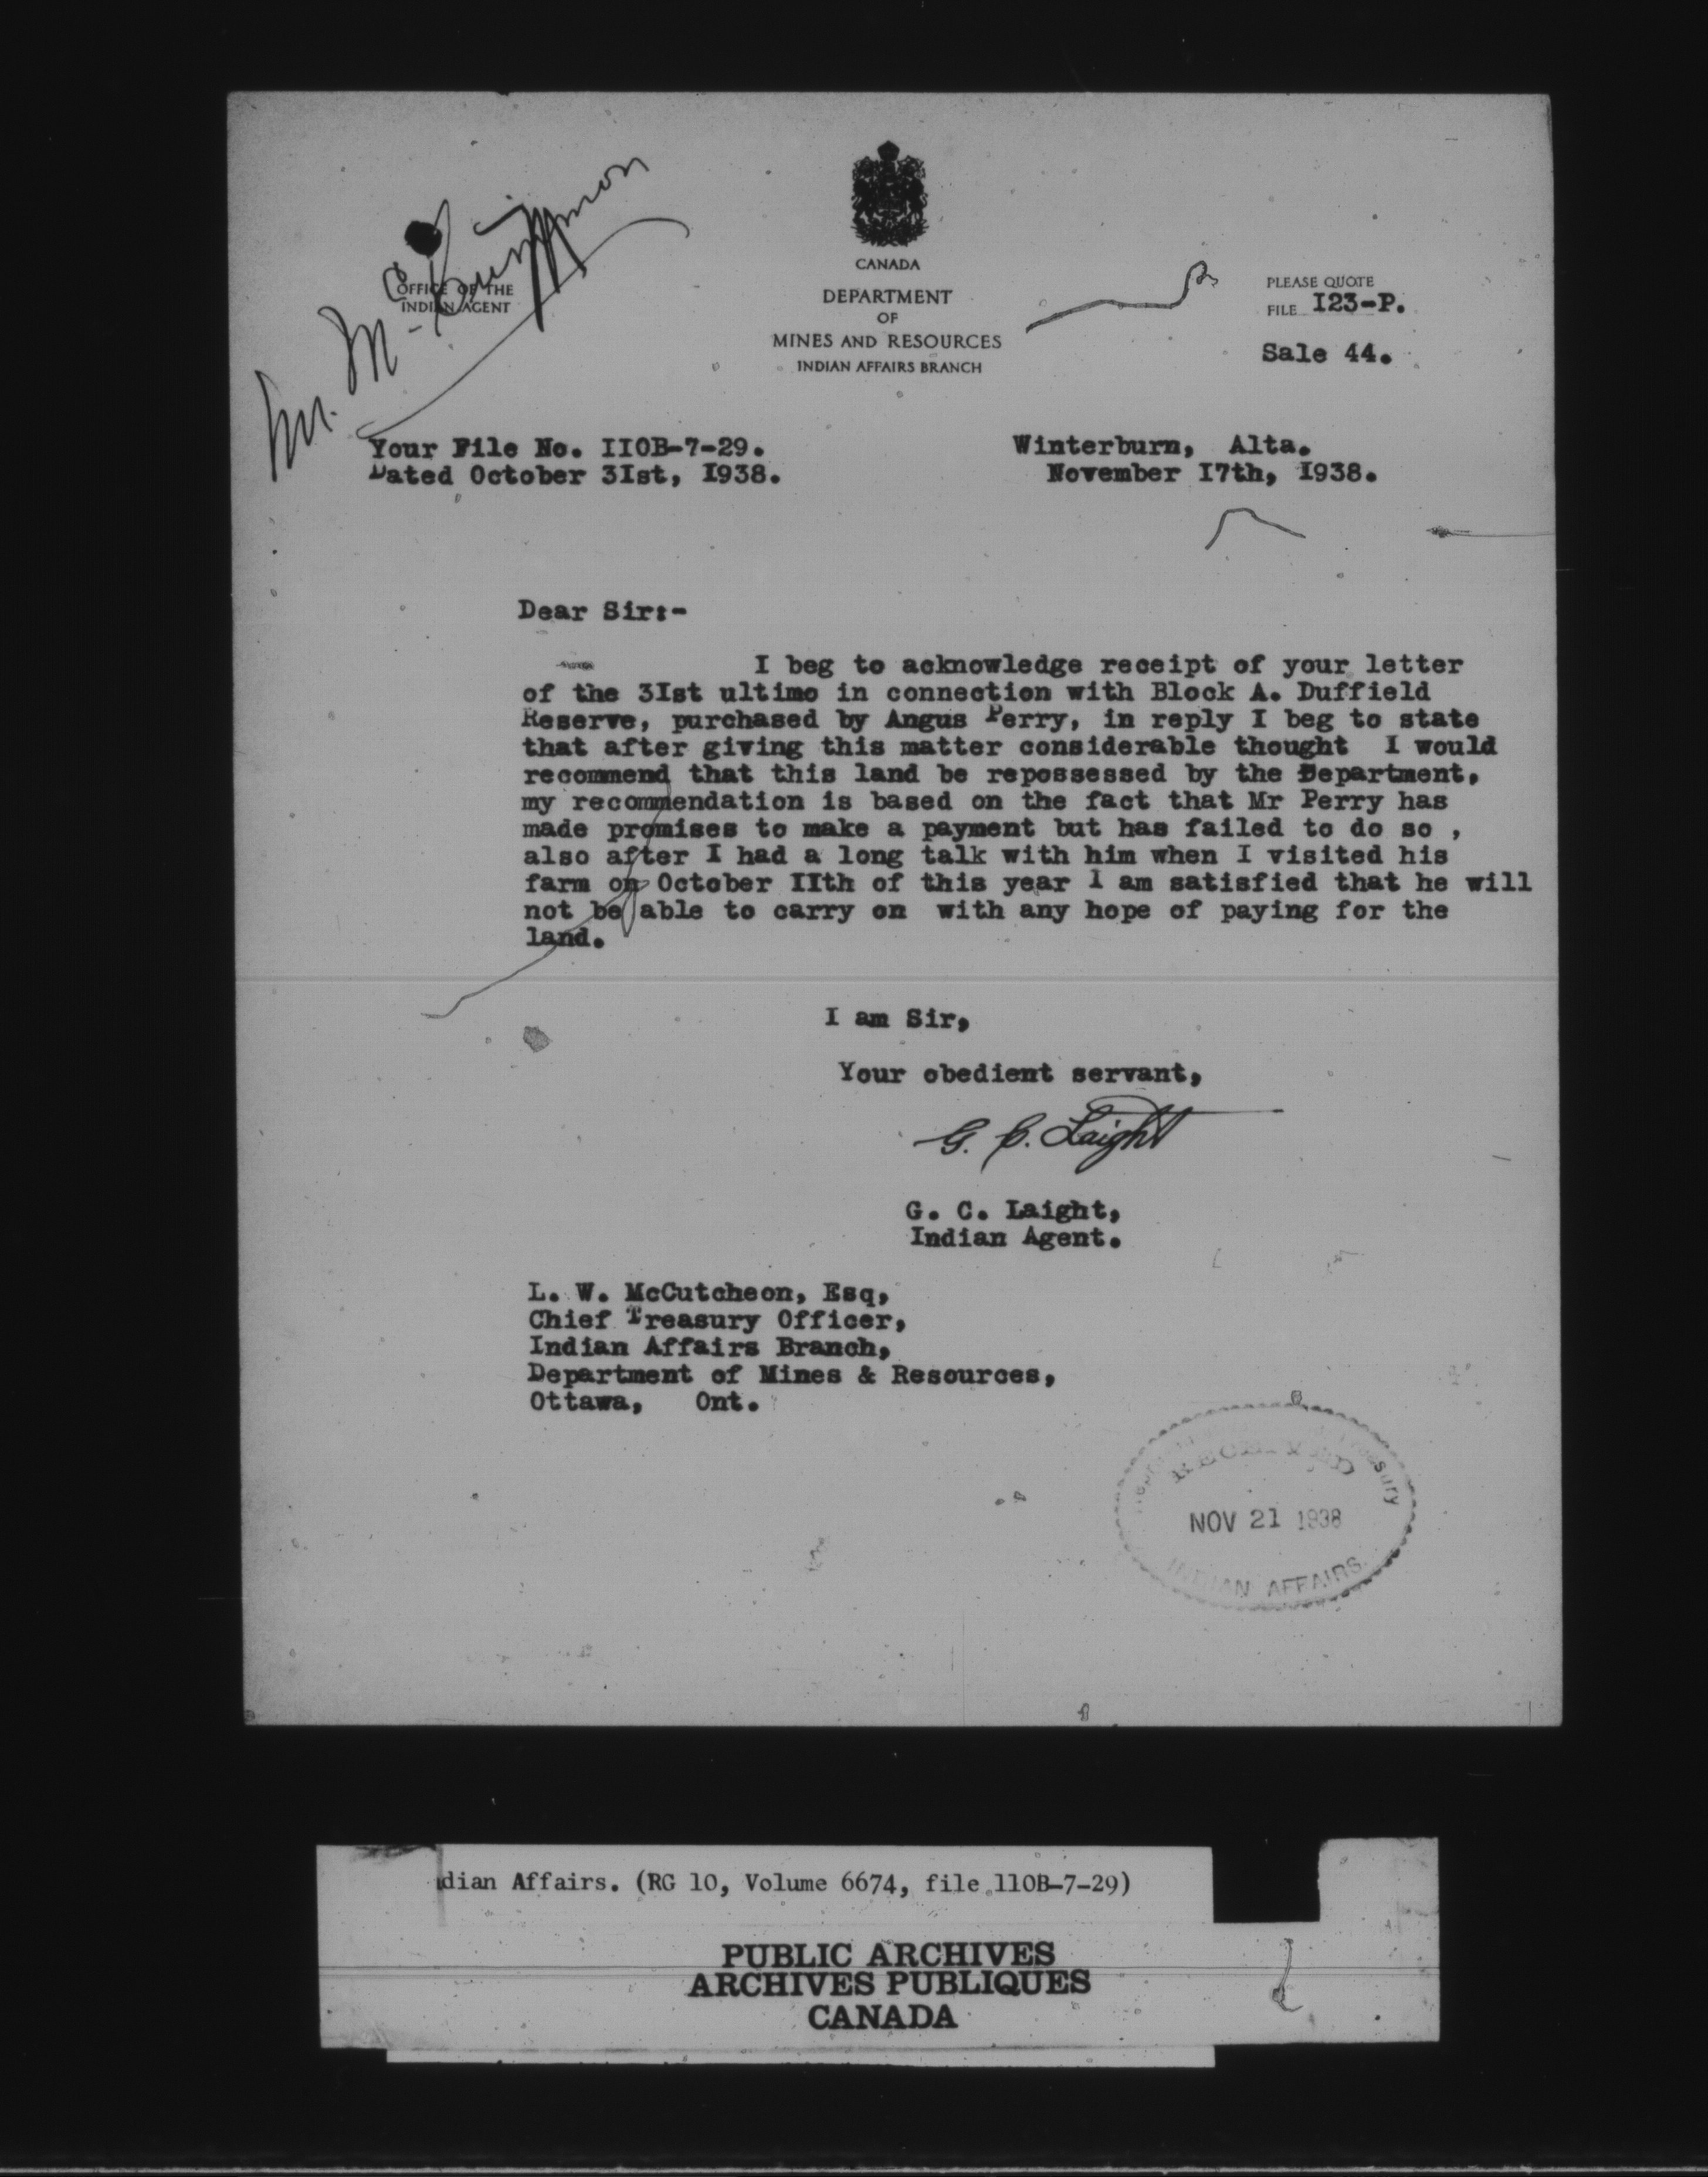 OFFICE OF THE
INDIAN AGENT
CANADA
DEPARTMENT
OF
MINES AND RESOURCES
INDIAN AFFAIRS BRANCH
PLEASE QUOTE
FILE I23-P.
Sale 44.
Your File No. IIOB-7-29.
Dated October 3Ist, I938.
Winterburn, Alta.
November I7th, I938.
Dear Sir:-
I beg to acknowledge receipt of your letter
of the 3Ist ultimo in connection with Block A. Duffield
Reserve, purchased by Angus Perry, in reply I beg to state
that after giving this matter considerable thought I would
recommend that this land be repossessed by the Department,
my recommendation is based on the fact that Mr Perry has
made promises to make a payment but has failed to do so ,
also after I had a long talk with him when I visited his
farm on October IIth of this year I am satisfied that he will
not be able to carry on with any hope of paying for the
land.
I am Sir,
Your obedient servant,
G. C. Laight
G. C. Laight,
Indian Agent.
L. W. McCutcheon, Esq,
Chief Treasury Officer,
Indian Affairs Branch,
Department of Mines & Resources,
Ottawa, Ont.
Treasury
RECEIVED
NOV 21 1938
INDIAN AFFAIRS
dian Affairs. (RG 10, Volume 6674, file 110B-7-29)
PUBLIC ARCHIVES
ARCHIVES PUBLIQUES
CANADA